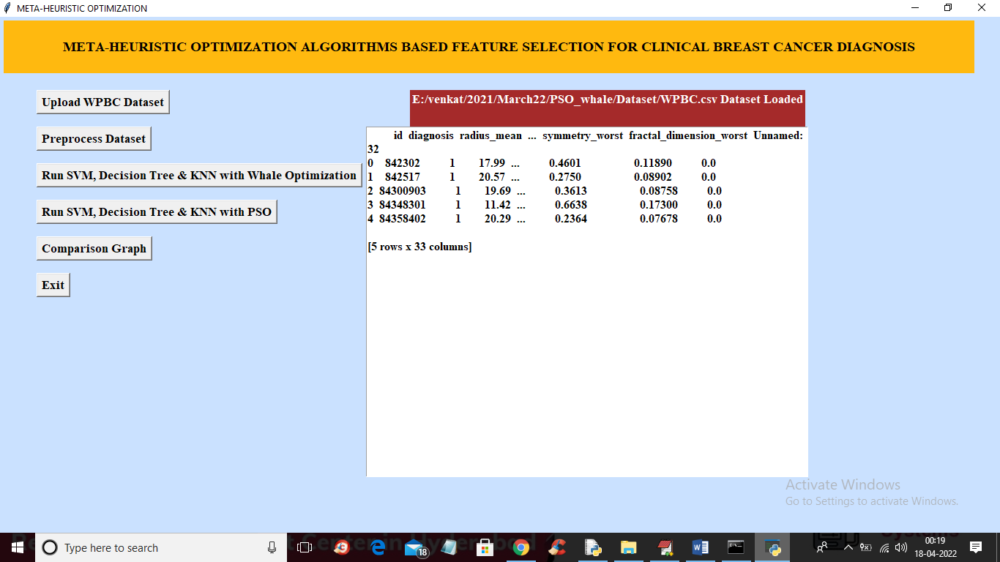 META-HEURISTIC OPTIMIZATION
META-HEURISTIC OPTIMIZATION ALGORITHMS BASED FEATURE SELECTION FOR CLINICAL BREAST CANCER DIAGNOSIS
Upload WPBC Dataset
Preprocess Dataset
Run SVM, Decision Tree & KNN with Whale Optimization
Run SVM, Decision Tree & KNN with PSO
Comparison Graph
Exit
E:/venkat/2021/March22/PSO_whale/Dataset/WPBC.csv Dataset Loaded
id diagnosis radius_mean ... symmetry_worst fractal_dimension_worst Unnamed:
32
0 842302 1 17.99 ... 0.4601 0.11890 0.0
1 842517 1 20.57 ... 0.2750 0.08902 0.0
2 84300903 1 19.69 ... 0.3613 0.08758 0.0
3 84348301 1 11.42 ... 0.6638 0.17300 0.0
4 84358402 1 20.29 ... 0.2364 0.07678 0.0
[5 rows x 33 columns]
Activate Windows
Go to Settings to activate Windows.
Type here to search
18
00:19
18-04-2022